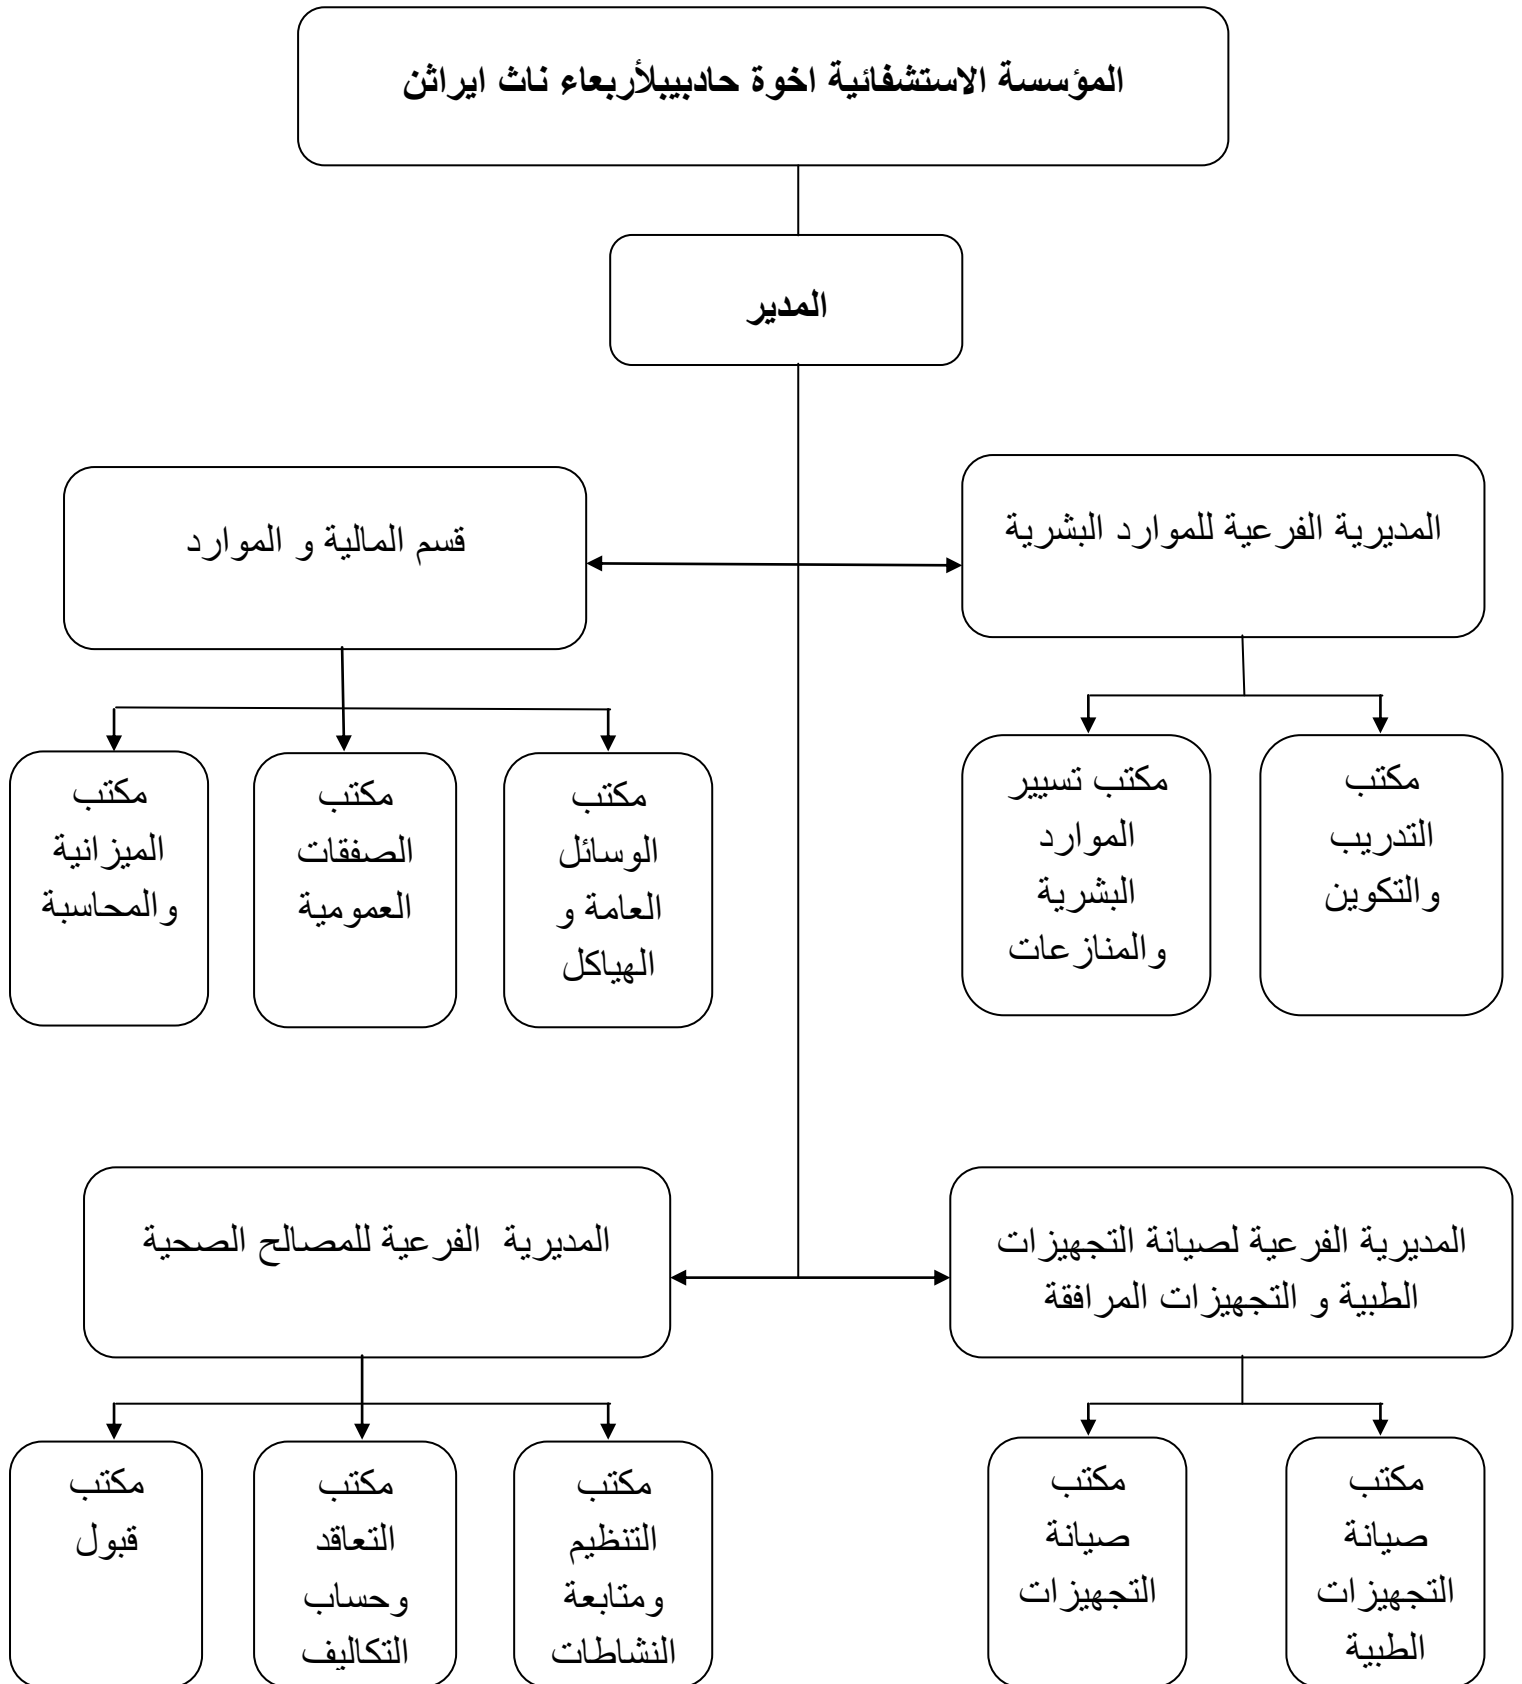 المؤسسة الاستشفائية اخوة حادبيبلأربعاء ناث ايراثن
المدير
المديرية الفرعية للموارد البشرية
قسم المالية و الموارد
مكتب
التدريب
والتكوين
مكتب تسيير
الموارد
البشرية
والمنازعات
مكتب
الوسائل
العامة و
الهياكل
مكتب
الصفقات
العمومية
مكتب
الميزانية
والمحاسبة
المديرية الفرعية لصيانة التجهيزات
الطبية و التجهيزات المرافقة
المديرية الفرعية للمصالح الصحية
مكتب
صيانة
التجهيزات
الطبية
مكتب
صيانة
التجهيزات
مكتب
التنظيم
ومتابعة
النشاطات
مكتب
التعاقد
وحساب
التكاليف
مكتب
قبول